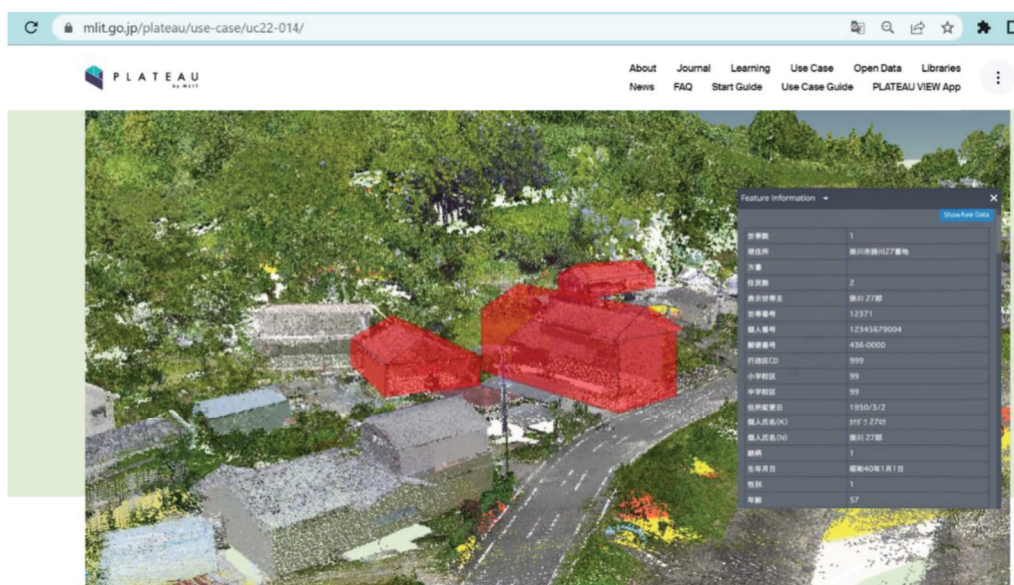 mlit.go.jp/plateau/use-case/uc22-014/
PLATEAU
by MLIT
About Journal Learning Use Case Open Data Libraries
News FAQ Start Guide Use Case Guide PLATEAU VIEW App
Feature Information
Show Raw Data
世帯数 1
現住所 掛川市掛川27番地
方書
住民数 2
表示世帯主 掛川 27郎
世帯番号 12371
個人番号 12345679004
郵便番号 436-0000
行政区CD 999
小学校区 99
中学校区 99
住所変更日 1950/3/2
個人氏名(K)
個人氏名(N) 掛川 27郎
続柄 1
生年月日 昭和40年1月1日
性別 1
年齢 57